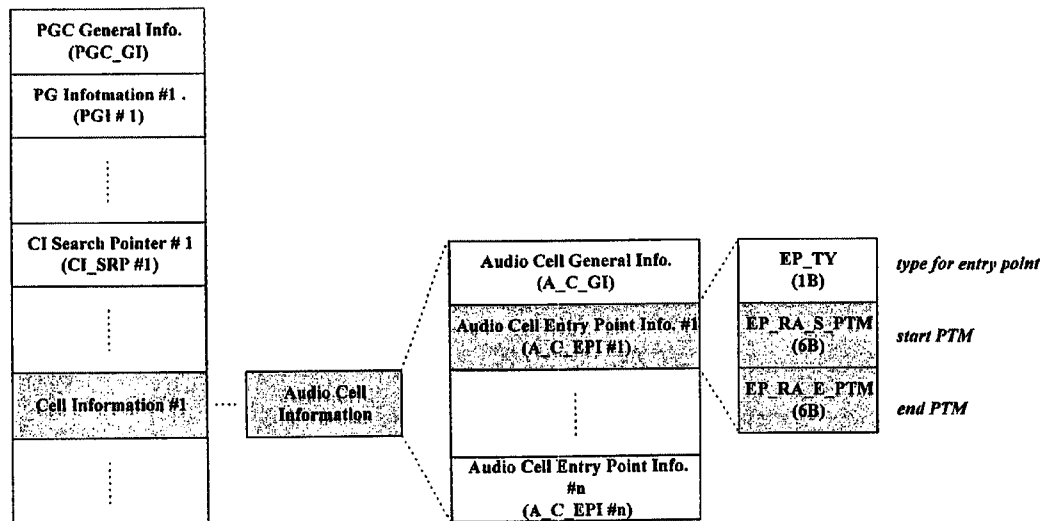 PGC General Info.
(PGC_GI)
PG Infotmation #1 .
(PGI # 1)
CI Search Pointer # 1
(CI_SRP #1)
Cell Information #1
Audio Cell
Information
Audio Cell General Info.
(A_C_GI)
Audio Cell Entry Point Info. #1
(A_C_EPI #1)
Audio Cell Entry Point Info.
#n
(A_C_EPI #n)
EP_TY
(1B)
type for entry point
EP_RA_S_PTM
(6B)
start PTM
EP_RA_E_PTM
(6B)
end PTM